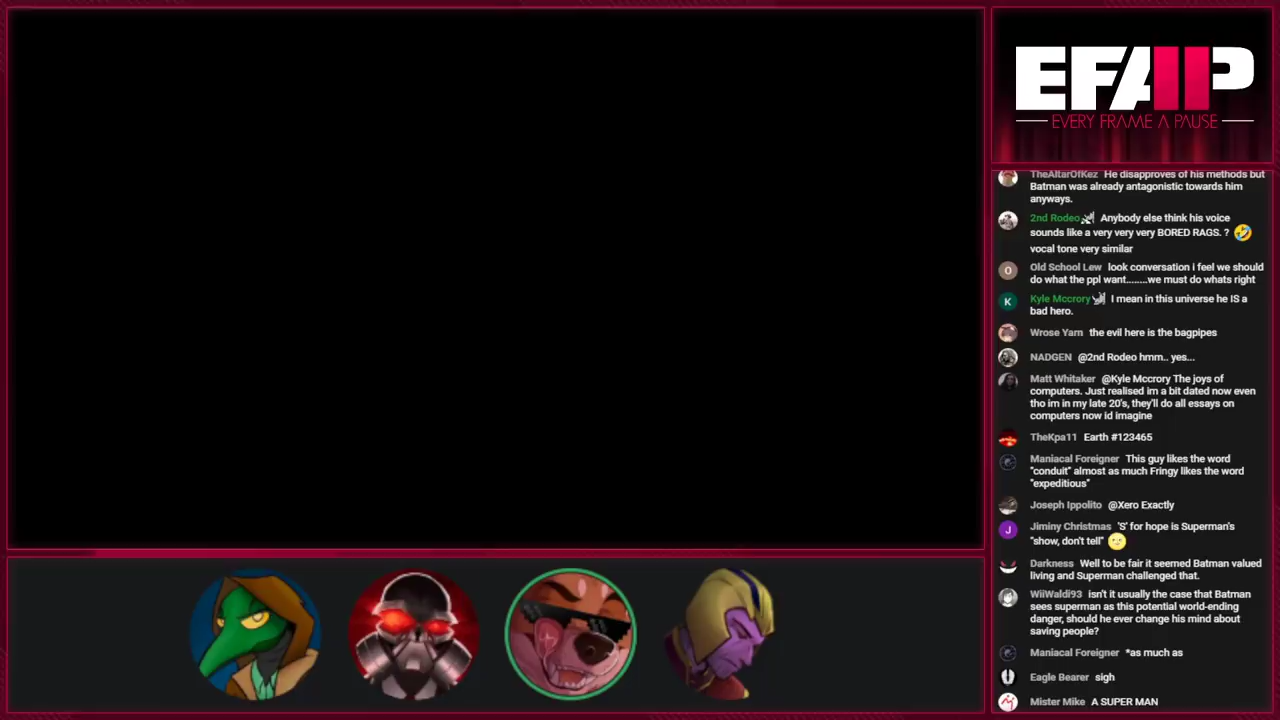 EFAP
EVERY FRAME A PAUSE
TheAltarOfKez He disapproves of his methods but
Batman was already antagonistic towards him
anyways.
2nd Rodeo Anybody else think his voice
sounds like a very very very BORED RAGS. ? 🤣
vocal tone very similar
Old School Lew look conversation i feel we should
do what the ppl want........we must do whats right
Kyle Mccrory I mean in this universe he IS a
bad hero.
Wrose Yarn the evil here is the bagpipes
NADGEN @2nd Rodeo hmm.. yes...
Matt Whitaker @Kyle Mccrory The joys of
computers. Just realised im a bit dated now even
tho im in my late 20's, they'll do all essays on
computers now id imagine
TheKpa11 Earth #123465
Maniacal Foreigner This guy likes the word
"conduit" almost as much Fringy likes the word
"expeditious"
Joseph Ippolito @Xero Exactly
Jiminy Christmas 'S' for hope is Superman's
"show, don't tell" 🌝
Darkness Well to be fair it seemed Batman valued
living and Superman challenged that.
WiiWaldi93 isn't it usually the case that Batman
sees superman as this potential world-ending
danger, should he ever change his mind about
saving people?
Maniacal Foreigner *as much as
Eagle Bearer sigh
Mister Mike A SUPER MAN
O
K
J